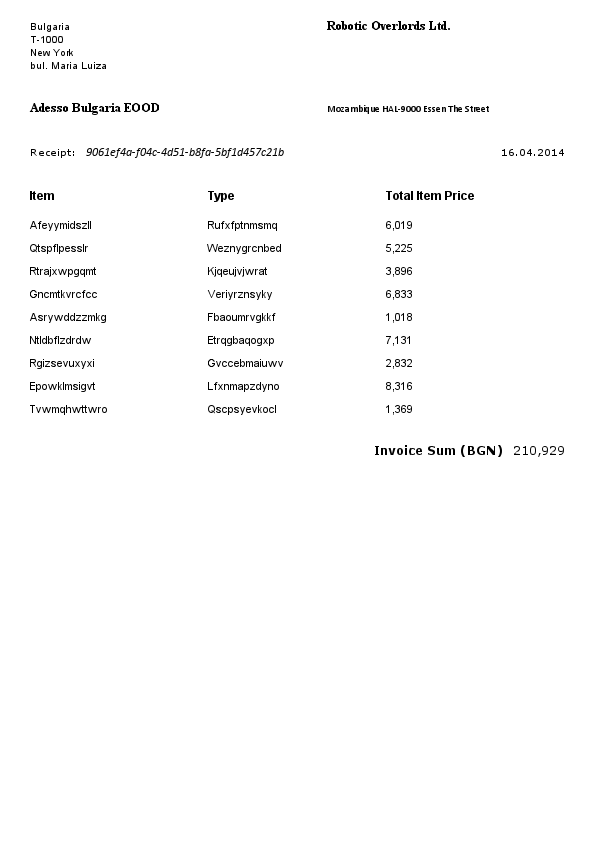 Bulgaria
T-1000
New York
bul. Maria Luiza
Robotic Overlords Ltd.
Adesso Bulgaria EOOD
Mozambique HAL-9000 Essen The Street
Receipt: 9061ef4a-f04c-4d51-b8fa-5bf1d457c21b 16.04.2014
Item Type Total Item Price
Afeyymidszll Rufxfptnmsmq 6,019
Qtspflpesslr Weznygrcnbed 5,225
Rtrajxwpgqmt Kjqeujvjwrat 3,896
Gncmtkvrcfcc Veriyrznsyky 6,833
Asrywddzzmkg Fbaoumrvgkkf 1,018
Ntldbflzdrdw Etrqgbaqogxp 7,131
Rgizsevuxyxi Gvccebmaiuwv 2,832
Epowklmsigvt Lfxnmapzdyno 8,316
Tvwmqhwttwro Qscpsyevkocl 1,369
Invoice Sum (BGN) 210,929